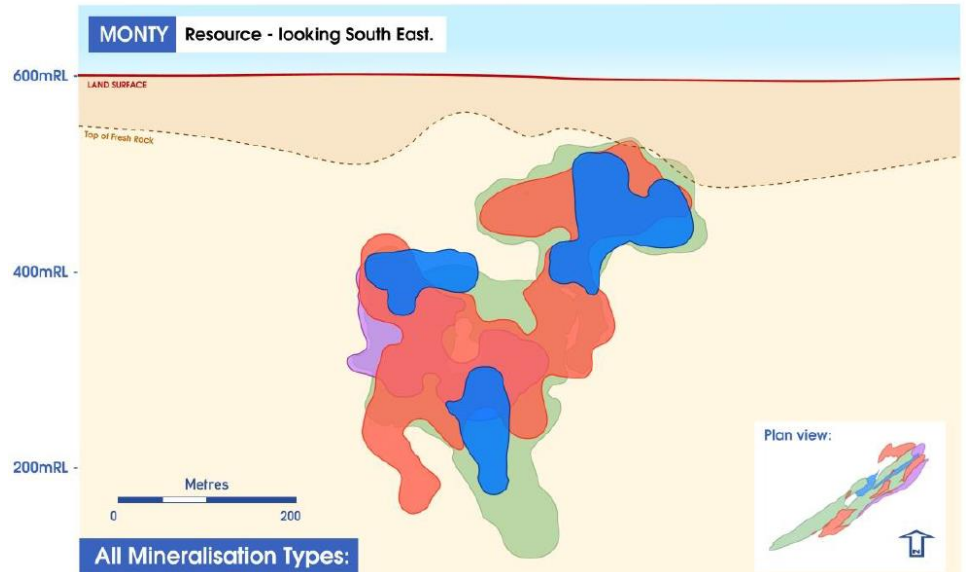 MONTY Resource - looking South East.
600mRL
LAND SURFACE
Top of Fresh Rock
400mRL
200mRL
Metres
0 200
Plan view:
All Mineralisation Types: